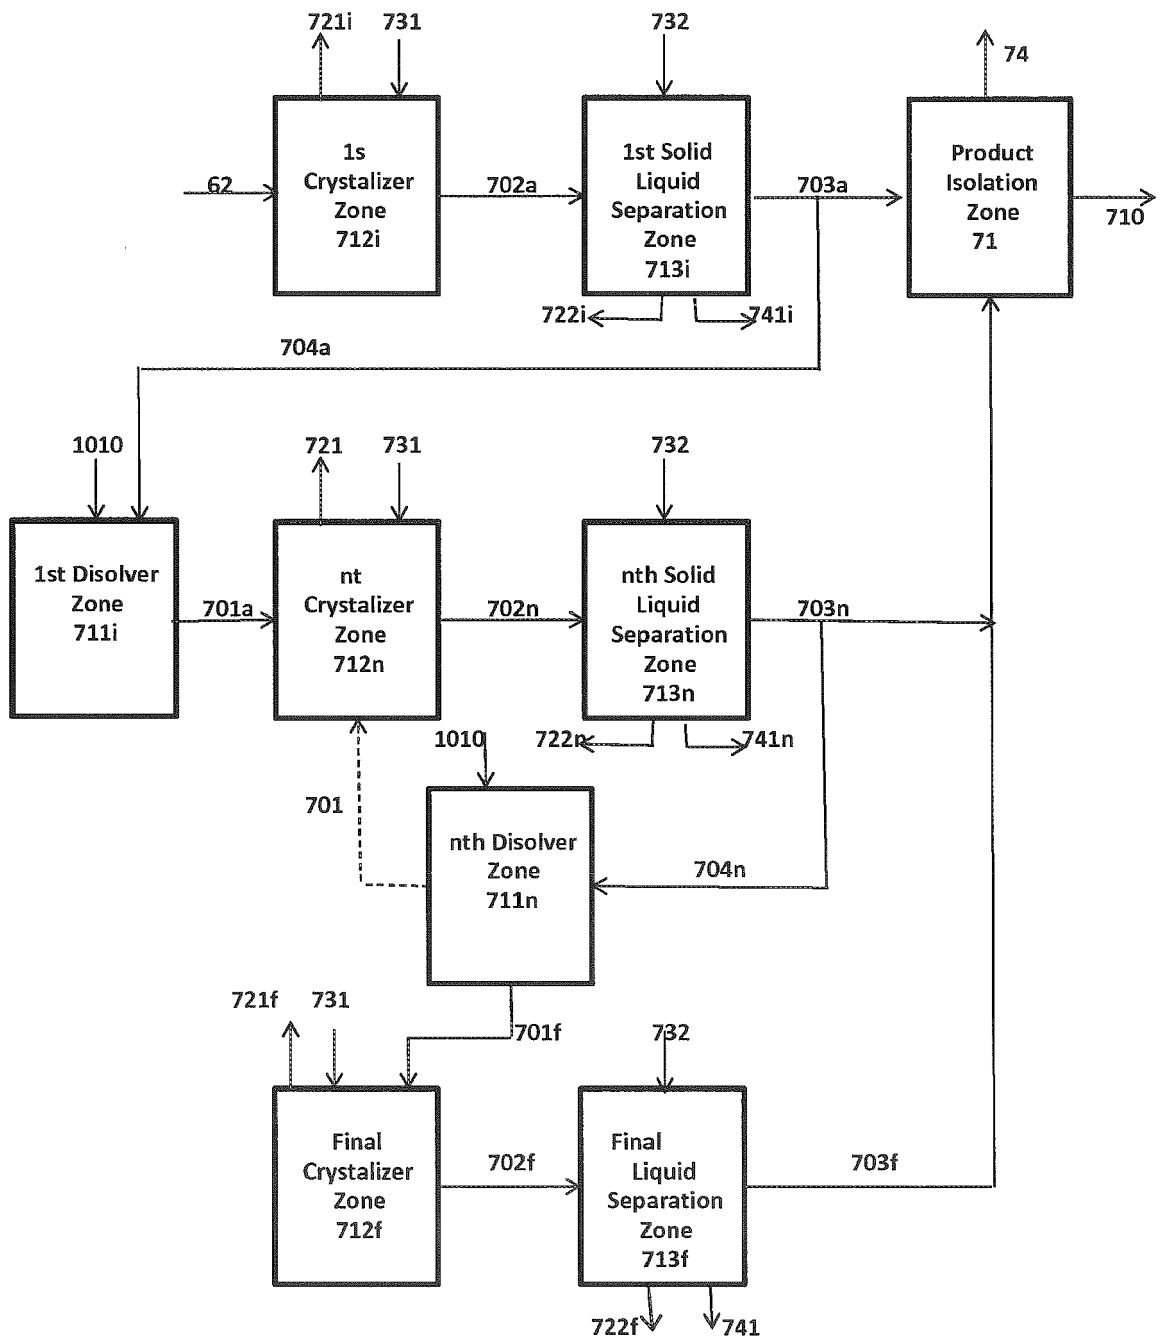 721i
731
732
74
1s
Crystalizer
Zone
712i
1st Solid
Liquid
Separation
Zone
713i
Product
Isolation
Zone
71
62
702a
703a
710
722i
741i
704a
1010
721
731
732
1st Disolver
Zone
711i
701a
nt
Crystalizer
Zone
712n
702n
nth Solid
Liquid
Separation
Zone
713n
703n
1010
722n
741n
701
nth Disolver
Zone
711n
704n
721f
731
701f
732
Final
Crystalizer
Zone
712f
702f
Final
Liquid
Separation
Zone
713f
703f
722f
741